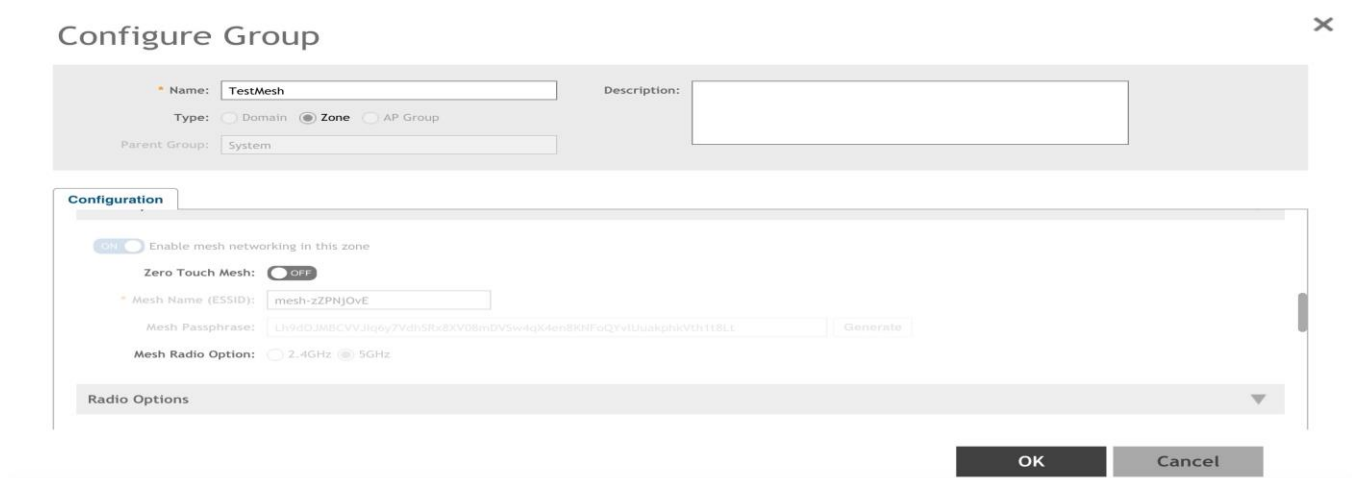 Configure Group
* Name: TestMesh Description:
Type: Domain Zone AP Group
Parent Group: System
Configuration
ON Enable mesh networking in this zone
Zero Touch Mesh: OFF
* Mesh Name (ESSID): mesh-zZPNJOvE
Mesh Passphrase: Generate
Mesh Radio Option: 2.4GHz 5GHz
Radio Options
OK Cancel